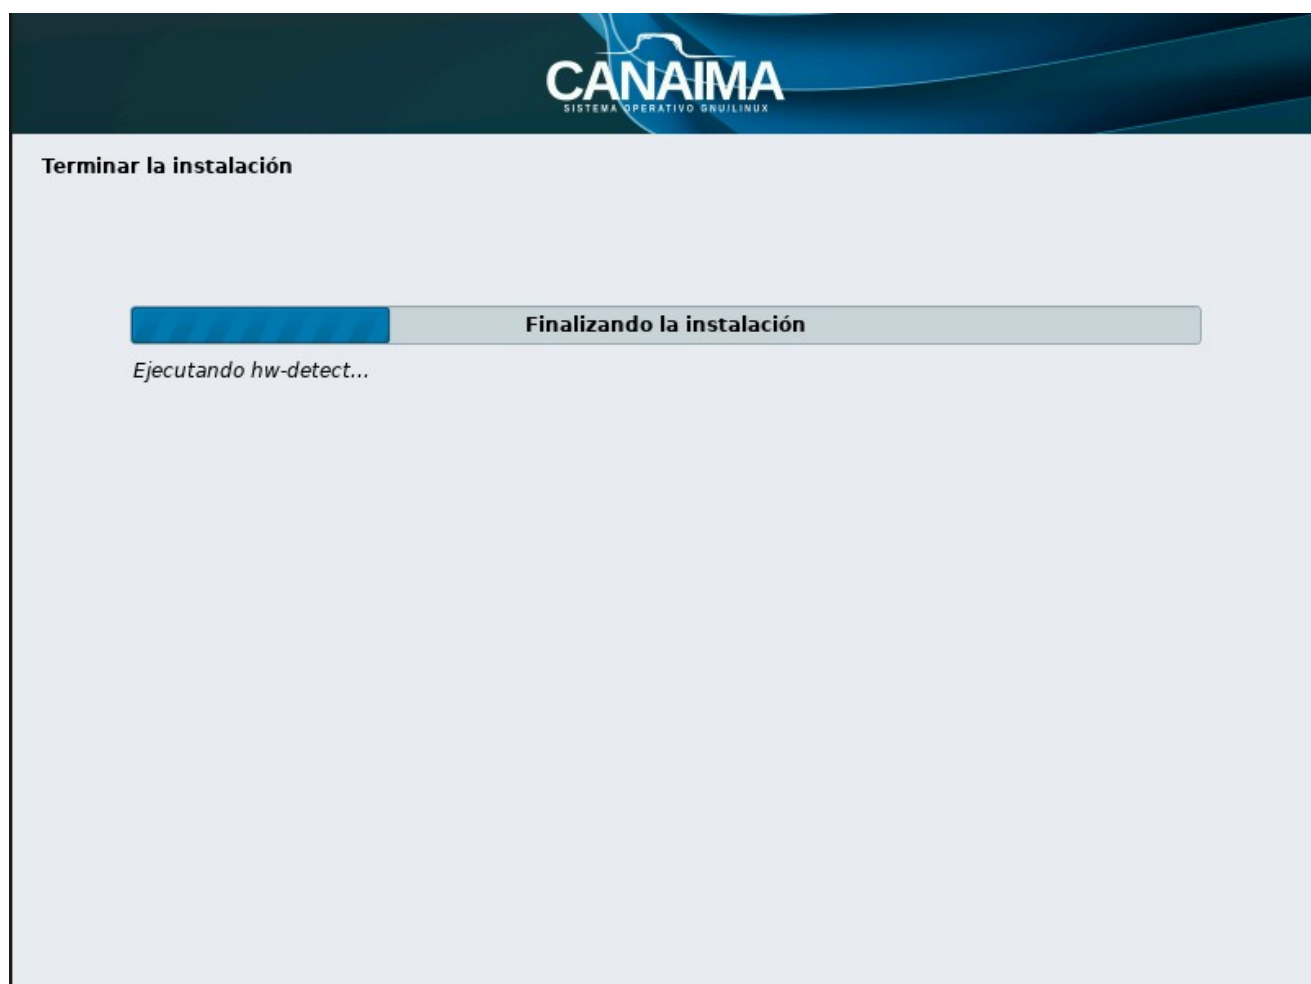 CANAIMA
SISTEMA OPERATIVO GNU/LINUX
Terminar la instalación
Finalizando la instalación
Ejecutando hw-detect...